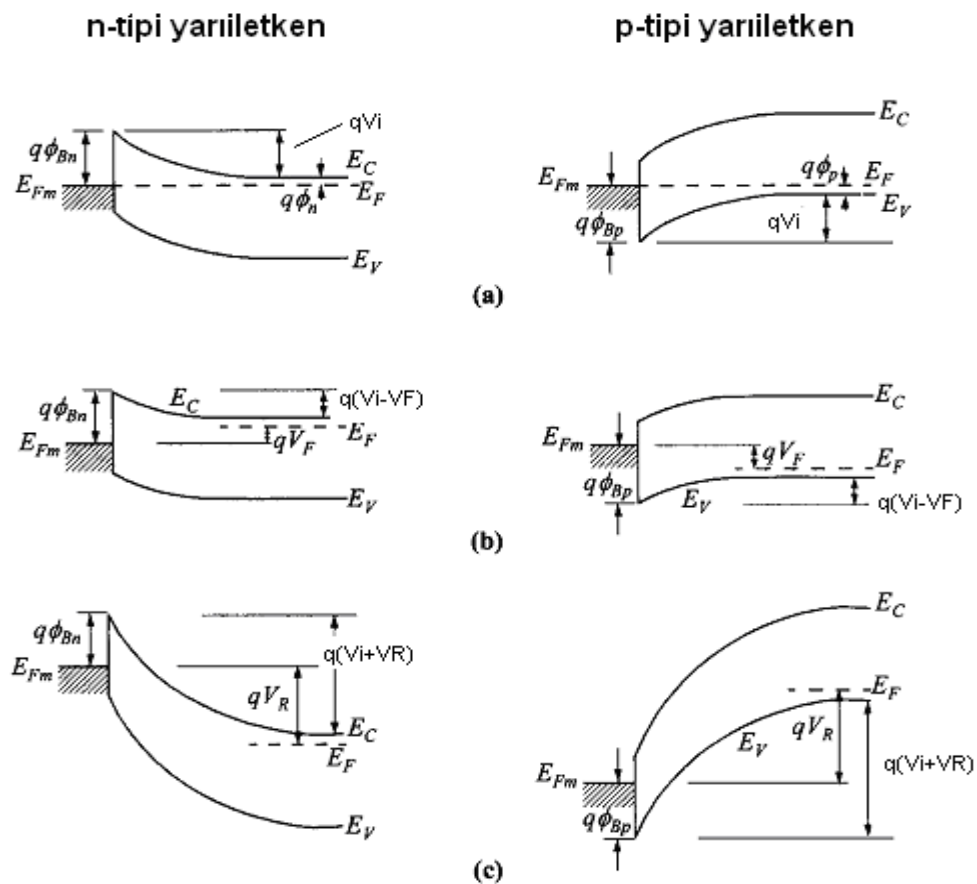 n-tipi yarıiletken
p-tipi yarıiletken
qVi
qϕBn
EC
EFm
EF
qϕn
EV
EC
EFm
qϕp
EF
EV
qϕBp
qVi
(a)
qϕBn
EC
q(Vi-VF)
EF
EFm
qVF
EV
EC
EFm
qVF
EF
qϕBp
EV
q(Vi-VF)
(b)
qϕBn
q(Vi+VR)
EFm
qVR
EC
EF
EV
EC
EF
qVR
EV
q(Vi+VR)
EFm
qϕBp
(c)